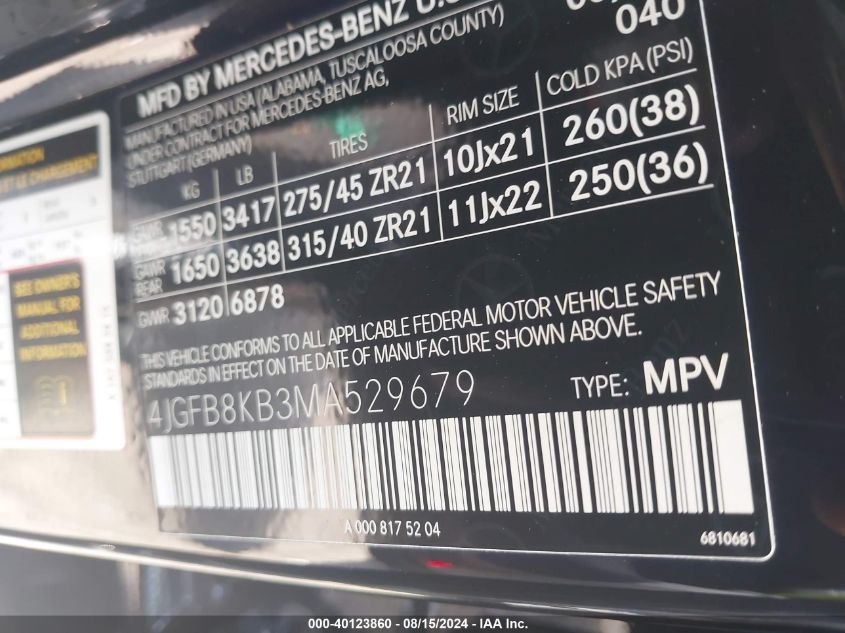 MFD BY MERCEDES-BENZ U.S.
MANUFACTURED IN USA (ALABAMA, TUSCALOOSA COUNTY)
UNDER CONTRACT FOR MERCEDES-BENZ AG,
STUTTGART (GERMANY)
040
KG LB TIRES RIM SIZE COLD KPA (PSI)
GAWR 1550 3417 275/45 ZR21 10Jx21 260(38)
GAWR REAR 1650 3638 315/40 ZR21 11Jx22 250(36)
GVWR 3120 6878
THIS VEHICLE CONFORMS TO ALL APPLICABLE FEDERAL MOTOR VEHICLE SAFETY
STANDARDS IN EFFECT ON THE DATE OF MANUFACTURE SHOWN ABOVE.
4JGFB8KB3MA529679 TYPE: MPV
A 000 817 52 04
6810681
SEE OWNER'S
MANUAL FOR
ADDITIONAL
INFORMATION
000-40123860 - 08/15/2024 - IAA Inc.